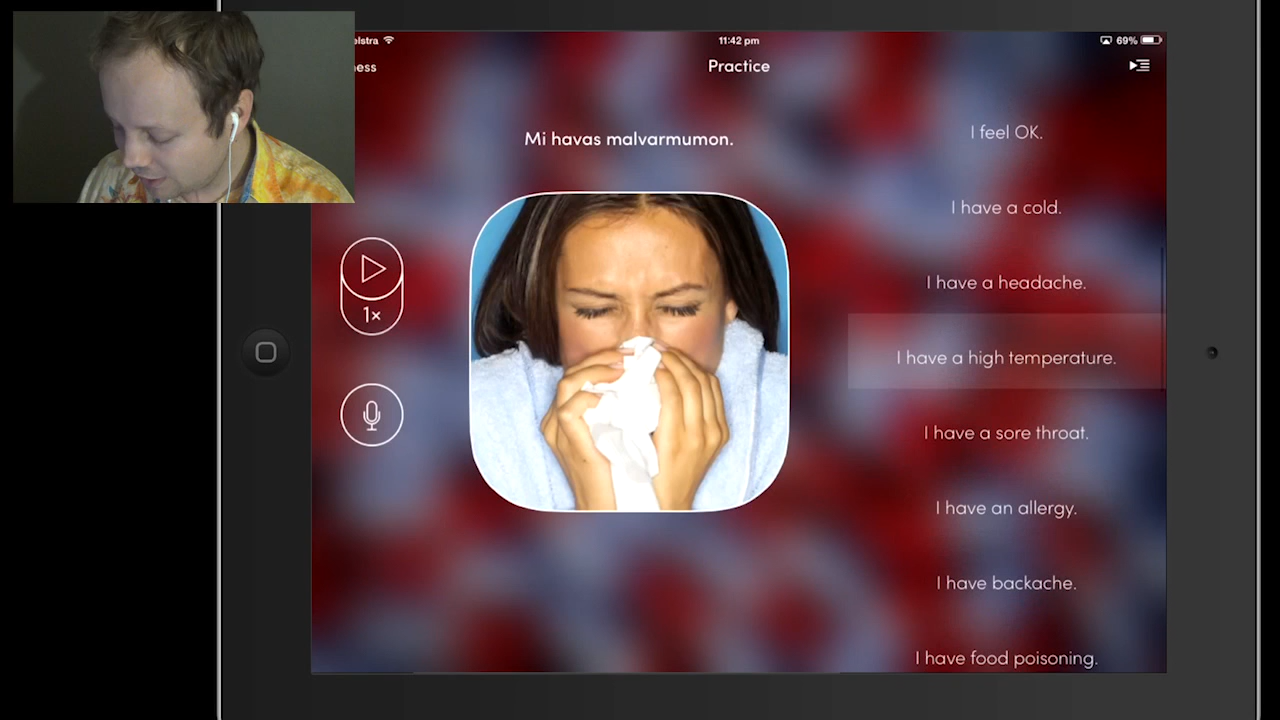 elstra
11:42 pm
69%
ess
Practice
Mi havas malvarmumon.
1×
I feel OK.
I have a cold.
I have a headache.
I have a high temperature.
I have a sore throat.
I have an allergy.
I have backache.
I have food poisoning.